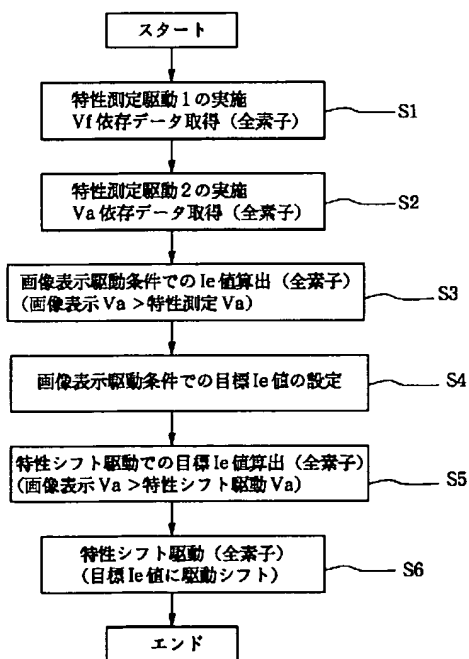 スタート
特性測定駆動1の実施
Vf依存データ取得（全素子）
S1
特性測定駆動2の実施
Va依存データ取得（全素子）
S2
画像表示駆動条件でのIe値算出（全素子）
（画像表示Va＞特性測定Va）
S3
画像表示駆動条件での目標Ie値の設定
S4
特性シフト駆動での目標Ie値算出（全素子）
（画像表示Va＞特性シフト駆動Va）
S5
特性シフト駆動（全素子）
（目標Ie値に駆動シフト）
S6
エンド